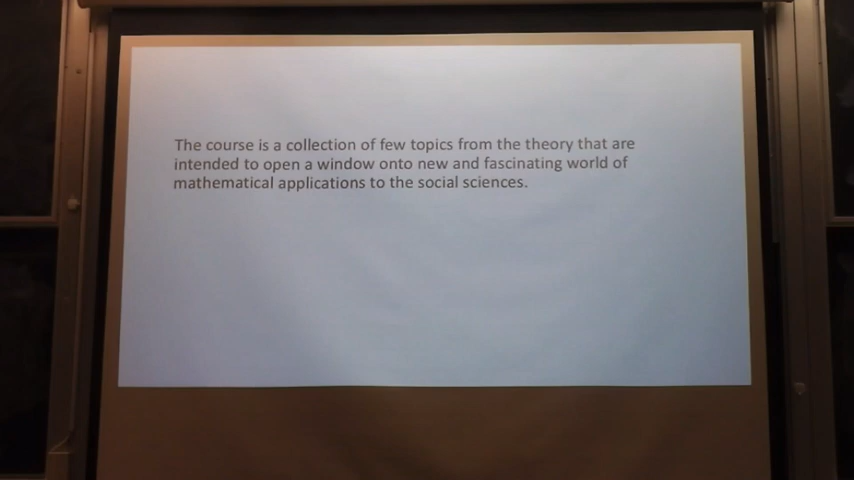 The course is a collection of few topics from the theory that are
intended to open a window onto new and fascinating world of
mathematical applications to the social sciences.